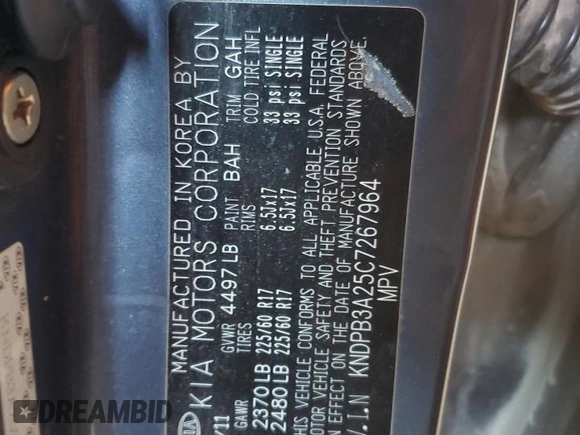 MANUFACTURED IN KOREA BY
KIA MOTORS CORPORATION
/11 GVWR 4497 LB PAINT BAH TRIM GAH
GAWR TIRES RIMS COLD TIRE INFL
2370 LB 225/60 R17 6.5Jx17 33 psi SINGLE
2480 LB 225/60 R17 6.5Jx17 33 psi SINGLE
THIS VEHICLE CONFORMS TO ALL APPLICABLE U.S.A. FEDERAL
MOTOR VEHICLE SAFETY AND THEFT PREVENTION STANDARDS
IN EFFECT ON THE DATE OF MANUFACTURE SHOWN ABOVE.
V.I.N KNDPB3A25C7267964
MPV
DREAMBID